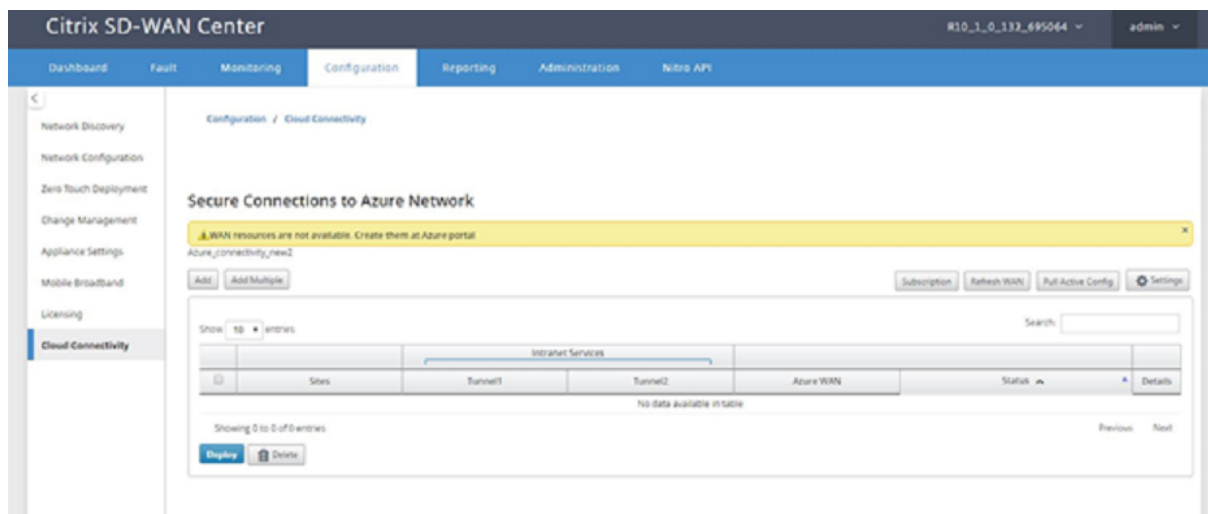 Citrix SD-WAN Center R10_1_0_133_695064 admin
Dashboard Fault Monitoring Configuration Reporting Administration Nitro API
Configuration / Cloud Connectivity
Network Discovery
Network Configuration
Zero Touch Deployment
Change Management
Appliance Settings
Mobile Broadband
Licensing
Cloud Connectivity
Secure Connections to Azure Network
WAN resources are not available. Create them at Azure portal ×
Azure_connectivity_new2
Add Add Multiple Subscription Refresh WAN Pull Active Config Settings
Show 10 entries Search:
Intranet Services
Sites Tunnel1 Tunnel2 Azure WAN Status Details
No data available in table
Showing 0 to 0 of 0 entries Previous Next
Deploy Delete